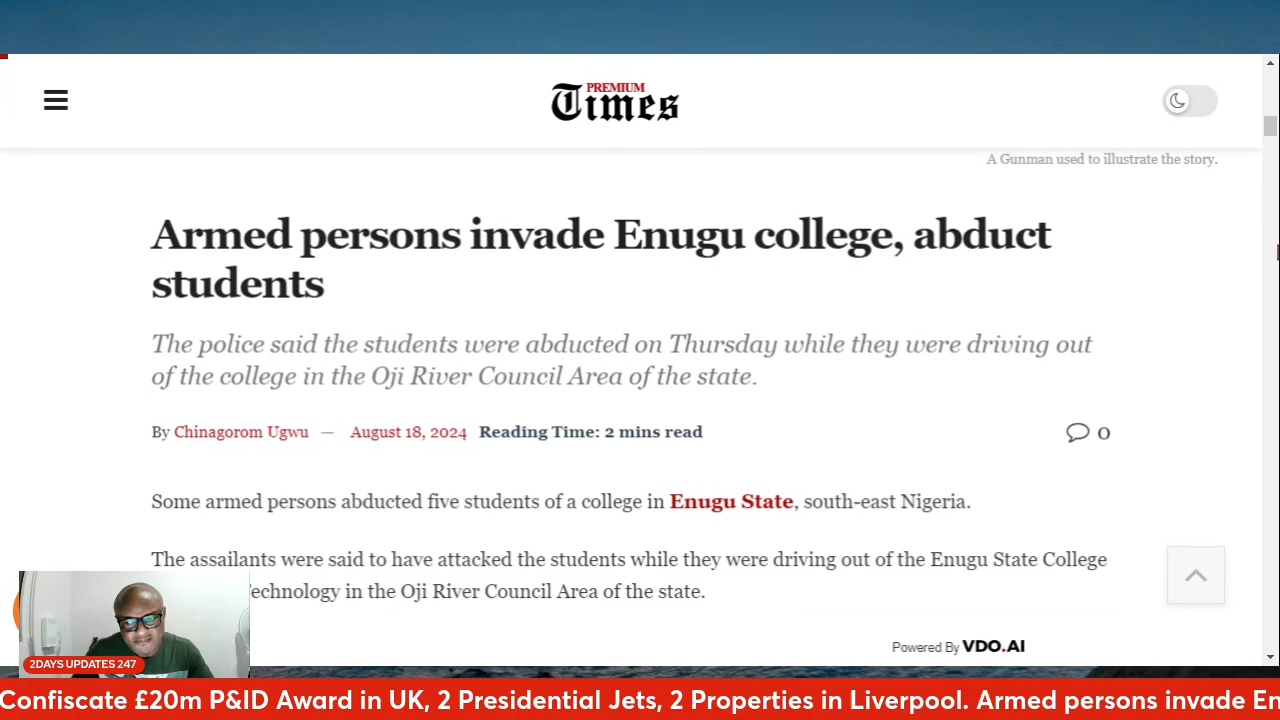 PREMIUM
Times
A Gunman used to illustrate the story.
Armed persons invade Enugu college, abduct
students
The police said the students were abducted on Thursday while they were driving out
of the college in the Oji River Council Area of the state.
By Chinagorom Ugwu — August 18, 2024 Reading Time: 2 mins read
0
Some armed persons abducted five students of a college in Enugu State, south-east Nigeria.
The assailants were said to have attacked the students while they were driving out of the Enugu State College
echnology in the Oji River Council Area of the state.
Powered By VDO.AI
2DAYS UPDATES 247
Confiscate £20m P&ID Award in UK, 2 Presidential Jets, 2 Properties in Liverpool. Armed persons invade En